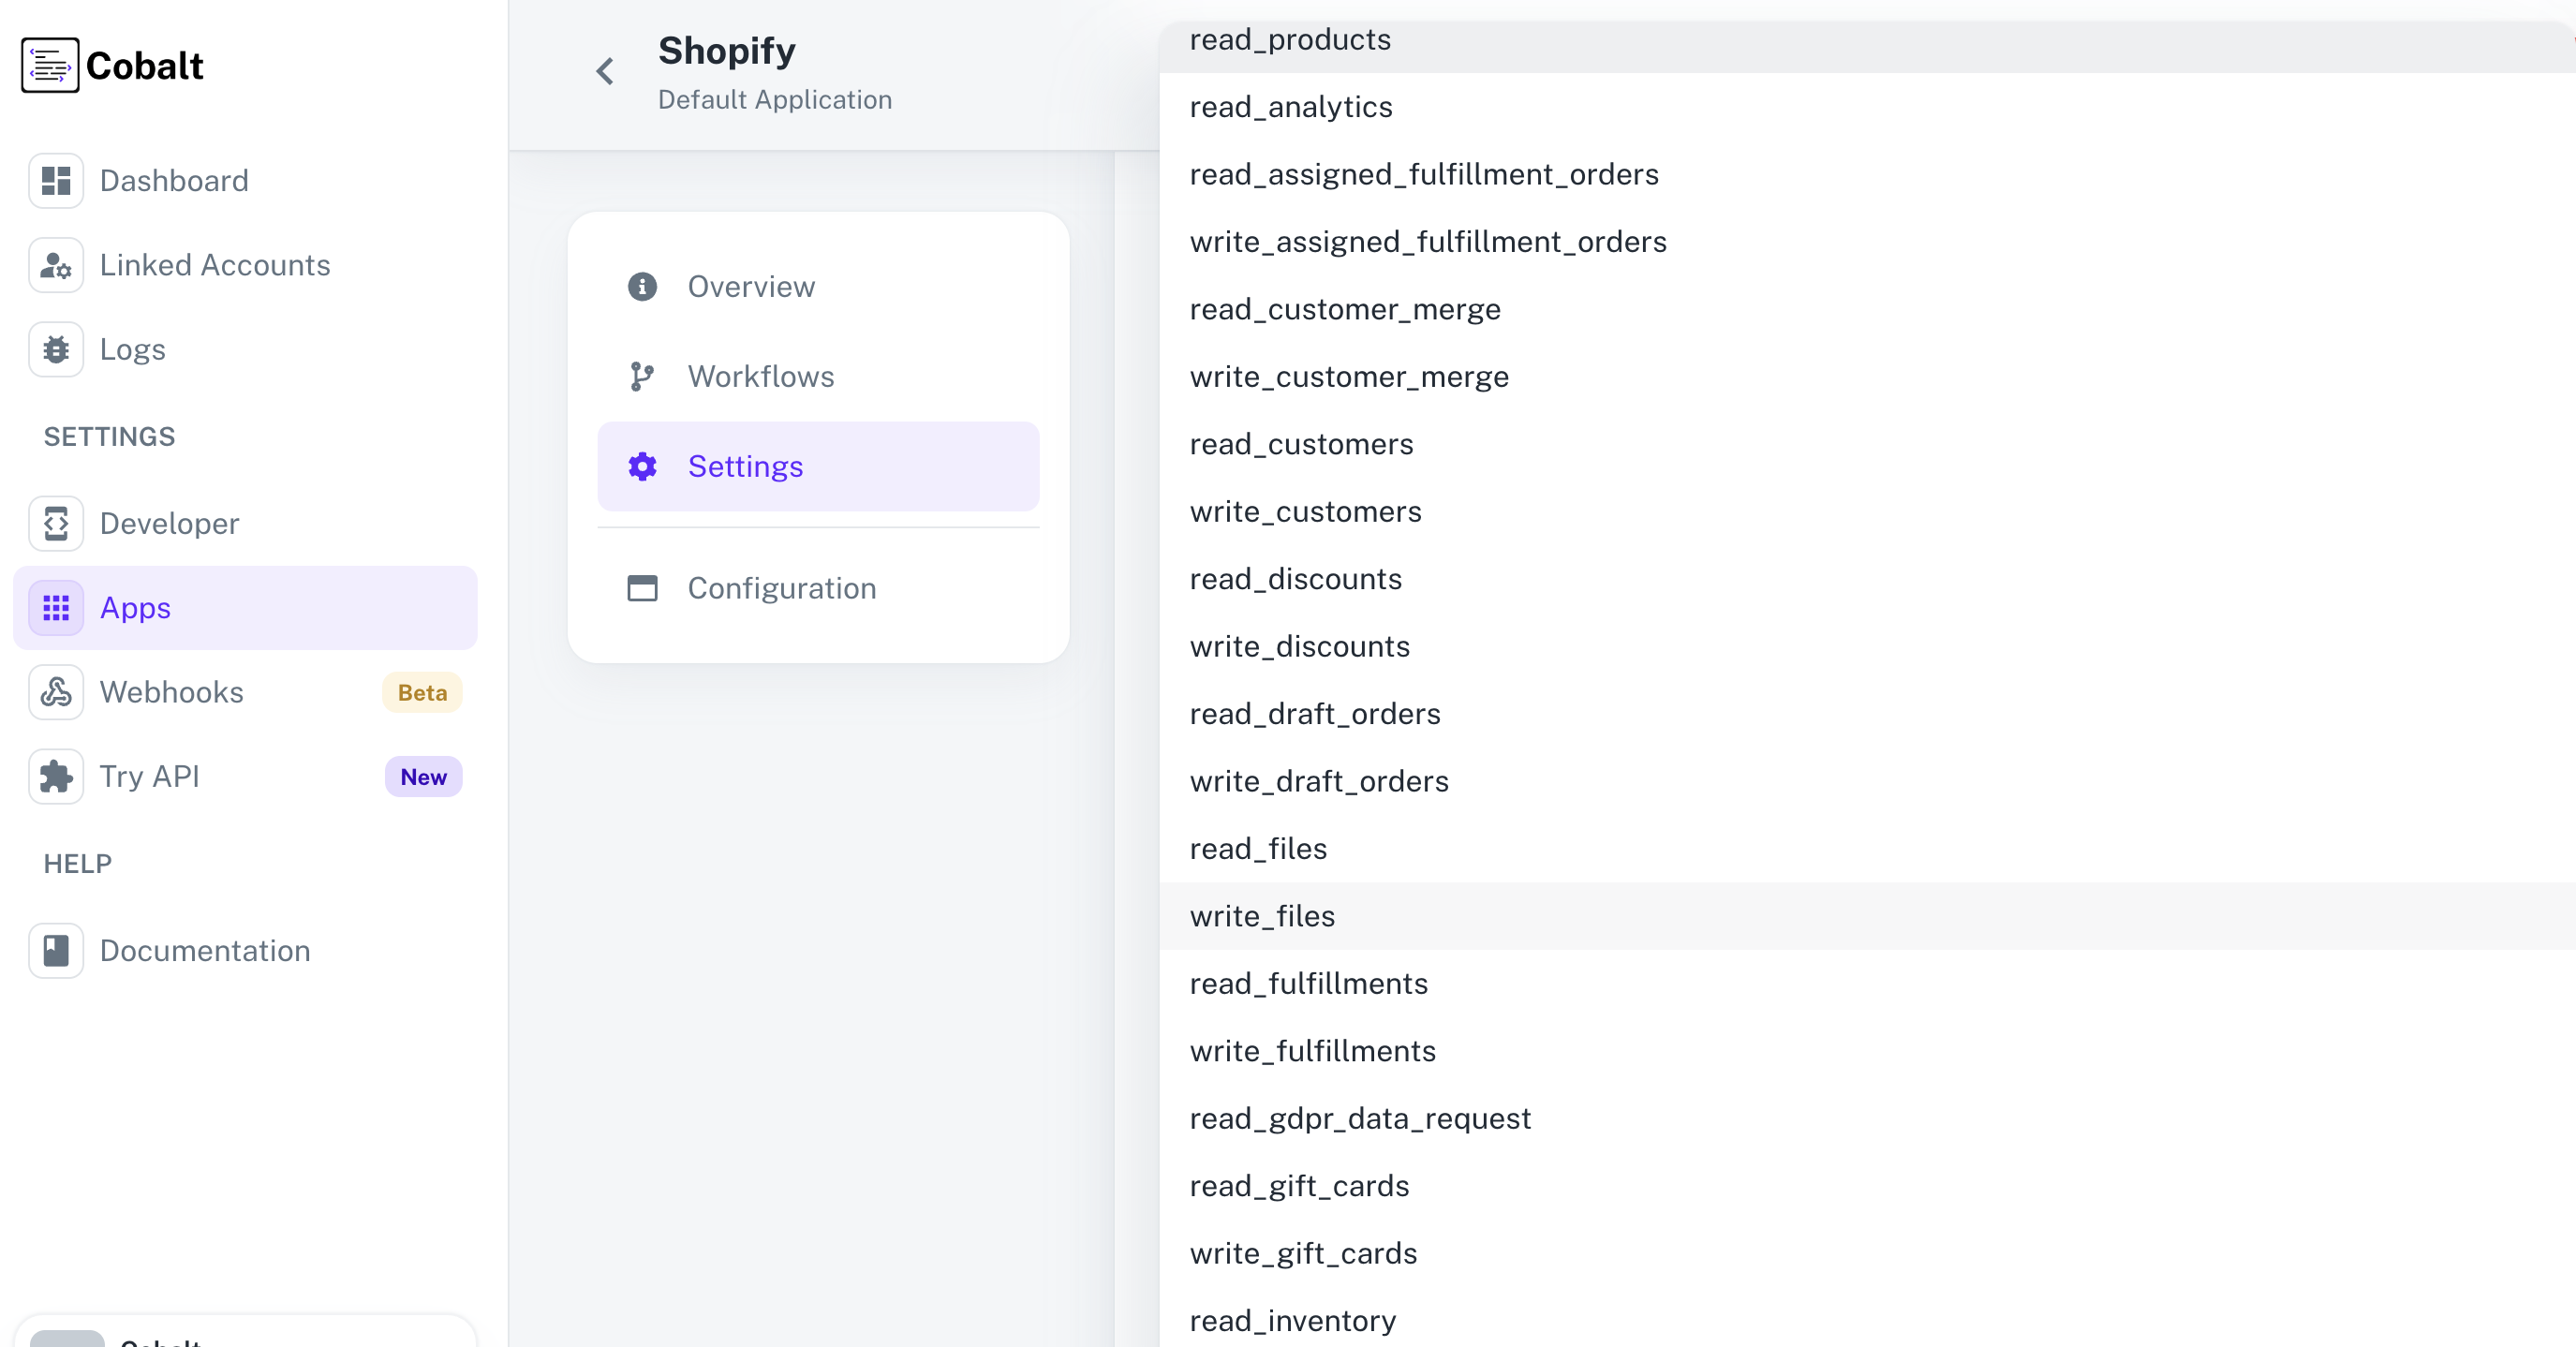 Cobalt
Dashboard
Linked Accounts
Logs
SETTINGS
Developer
Apps
Webhooks Beta
Try API New
HELP
Documentation
Cobalt
Shopify
Default Application
Overview
Workflows
Settings
Configuration
read_products
read_analytics
read_assigned_fulfillment_orders
write_assigned_fulfillment_orders
read_customer_merge
write_customer_merge
read_customers
write_customers
read_discounts
write_discounts
read_draft_orders
write_draft_orders
read_files
write_files
read_fulfillments
write_fulfillments
read_gdpr_data_request
read_gift_cards
write_gift_cards
read_inventory